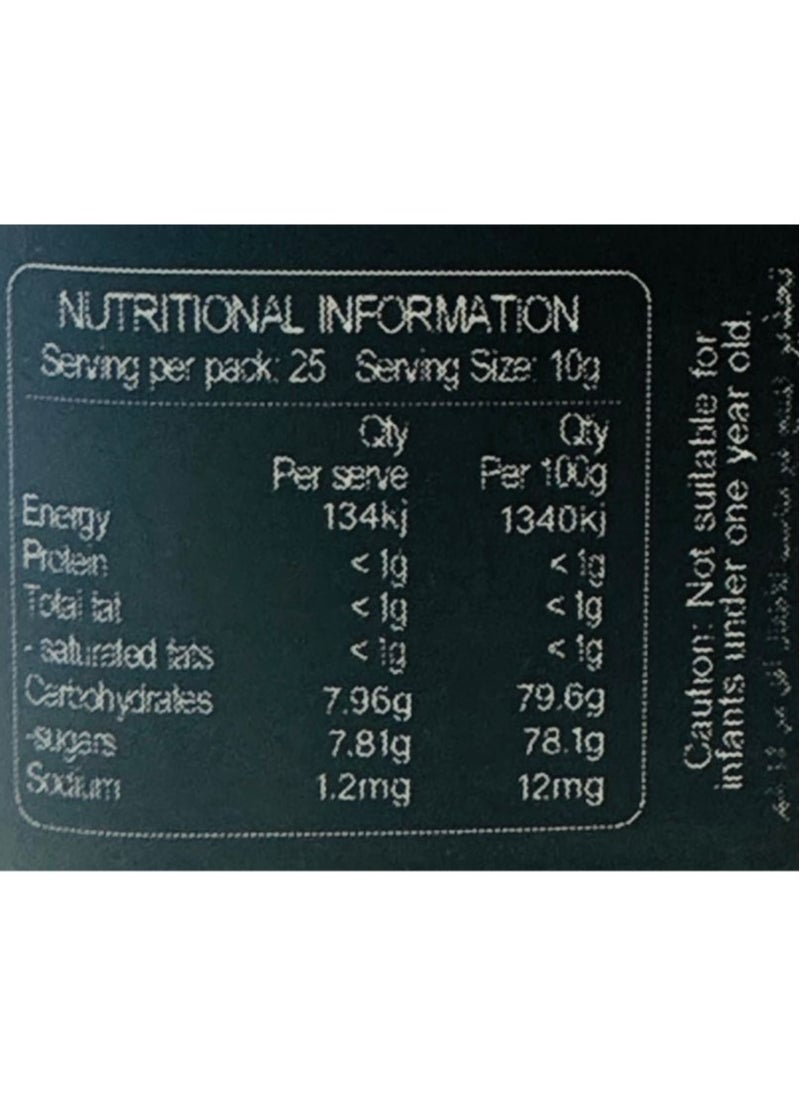 NUTRITIONAL INFORMATION
Serving per pack: 25 Serving Size: 10g
Qty Qty
Per serve Per 100g
Energy 134kj 1340kj
Protein <1g <1g
Total fat <1g <1g
- saturated fats <1g <1g
Carbohydrates 7.96g 79.6g
-sugars 7.81g 78.1g
Sodium 1.2mg 12mg
Caution: Not suitable for
infants under one year old.